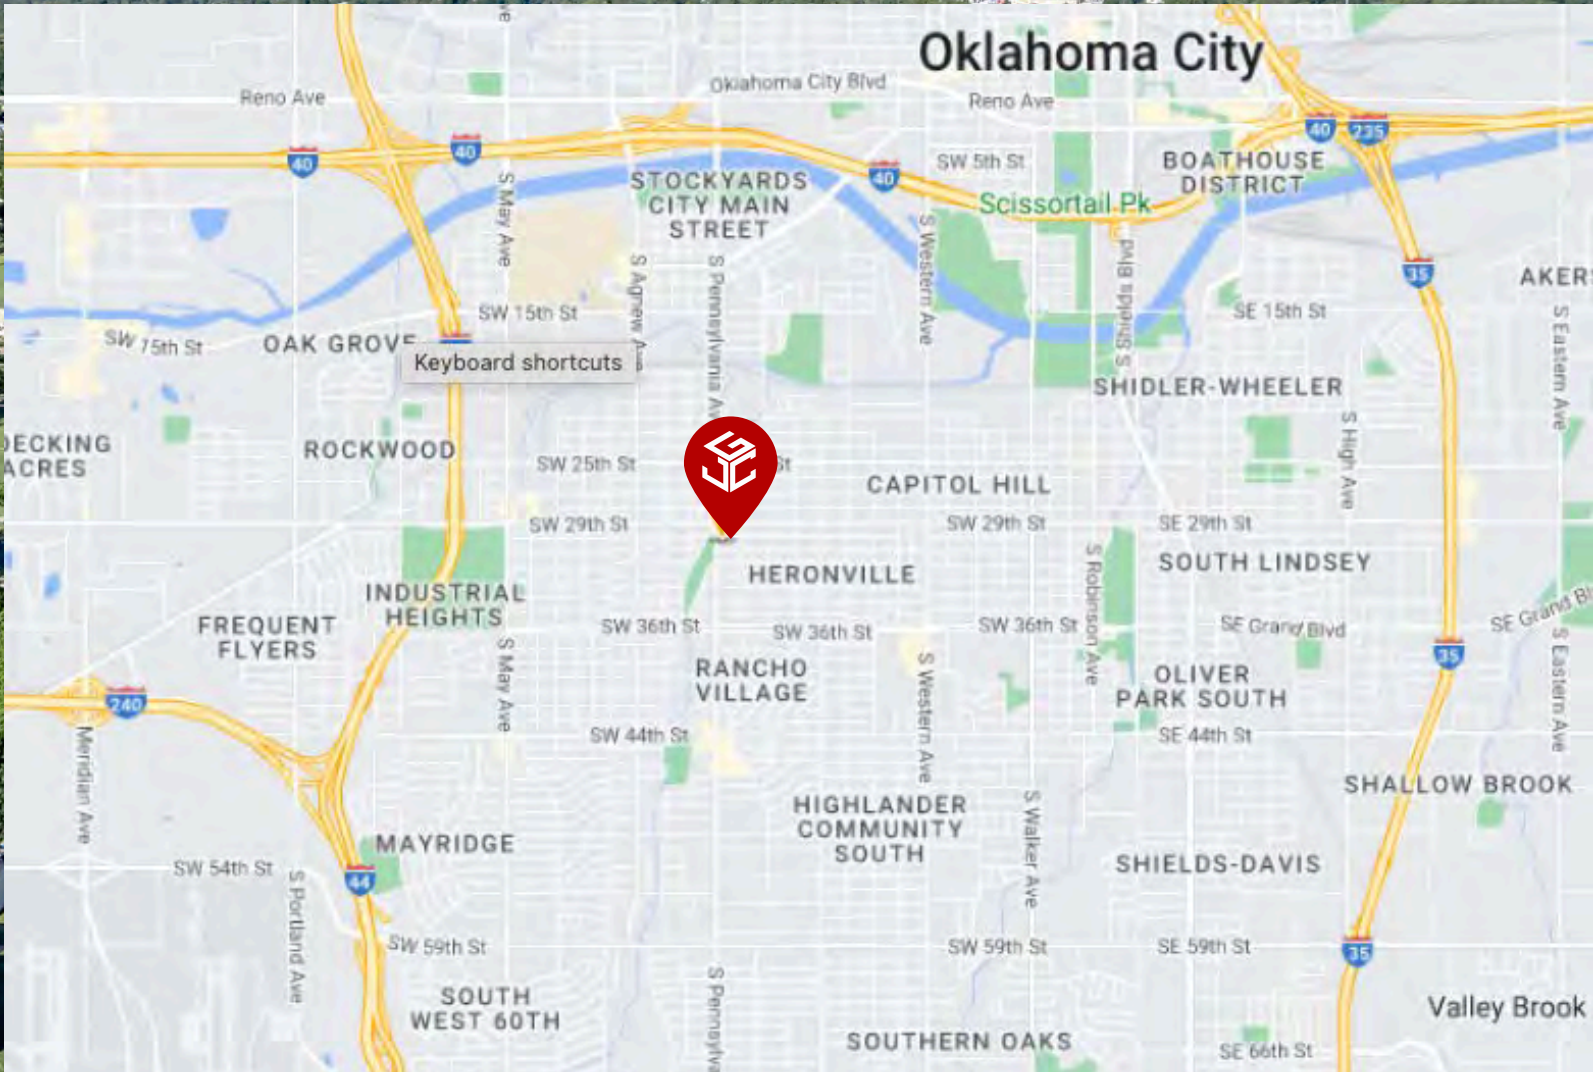 Oklahoma City
Oklahoma City Blvd
Reno Ave
Reno Ave
40
40
40
40
235
SW 5th St
BOATHOUSE
DISTRICT
STOCKYARDS
CITY MAIN
STREET
Scissortail Pk
S May Ave
S Western Ave
S Shields Blvd
S Agnew
S Pennsylvania
35
SW 15th St
SW 15th St
SE 15th St
S Eastern Ave
OAK GROVE
Keyboard shortcuts
SHIDLER-WHEELER
ROCKWOOD
ACRES
SW 25th St
St
CAPITOL HILL
S High Ave
SW 29th St
SW 29th St
SE 29th St
HERONVILLE
SOUTH LINDSEY
S Robinson Ave
INDUSTRIAL
HEIGHTS
FREQUENT
FLYERS
SW 36th St
SW 36th St
SW 36th St
SE Grand Blvd
SE Grand
S May Ave
S Western Ave
S Eastern Ave
35
RANCHO
VILLAGE
OLIVER
PARK SOUTH
240
SW 44th St
SE 44th St
Meridian Ave
SHALLOW BROOK
HIGHLANDER
COMMUNITY
SOUTH
S Walker Ave
MAYRIDGE
SHIELDS-DAVIS
SW 54th St
44
S Portland Ave
SW 59th St
SW 59th St
SE 59th St
35
SOUTH
WEST 60TH
Valley Brook
SOUTHERN OAKS
SE 66th St